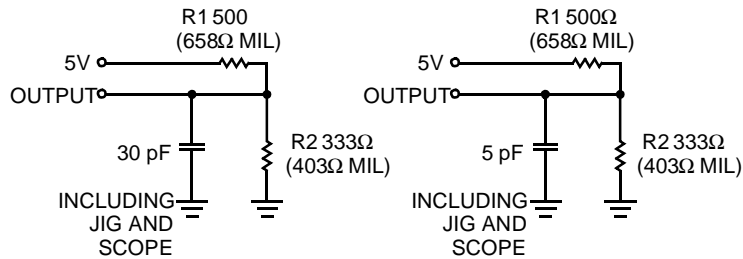 R1 500
(658Ω MIL)
5V
OUTPUT
30 pF
R2 333Ω
(403Ω MIL)
INCLUDING
JIG AND
SCOPE
R1 500Ω
(658Ω MIL)
5V
OUTPUT
5 pF
R2 333Ω
(403Ω MIL)
INCLUDING
JIG AND
SCOPE